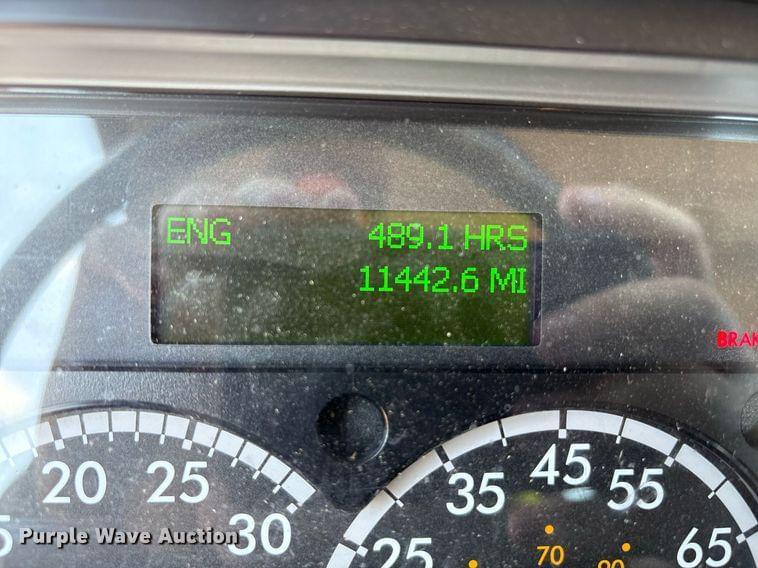 ENG 489.1 HRS
11442.6 MI
BRAK
20 25 30
25 35 45 55 65
70 90
Purple Wave Auction